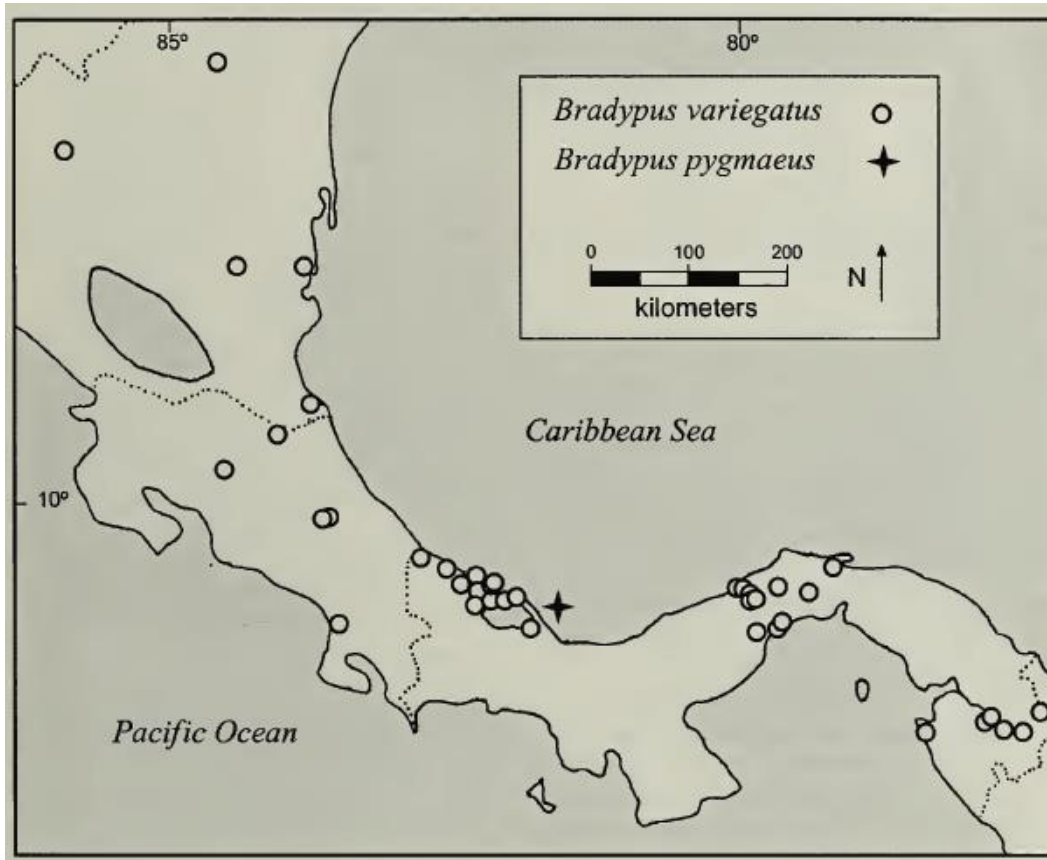 85º
80º
Bradypus variegatus
Bradypus pygmaeus
0 100 200
kilometers
N
Caribbean Sea
10º
Pacific Ocean